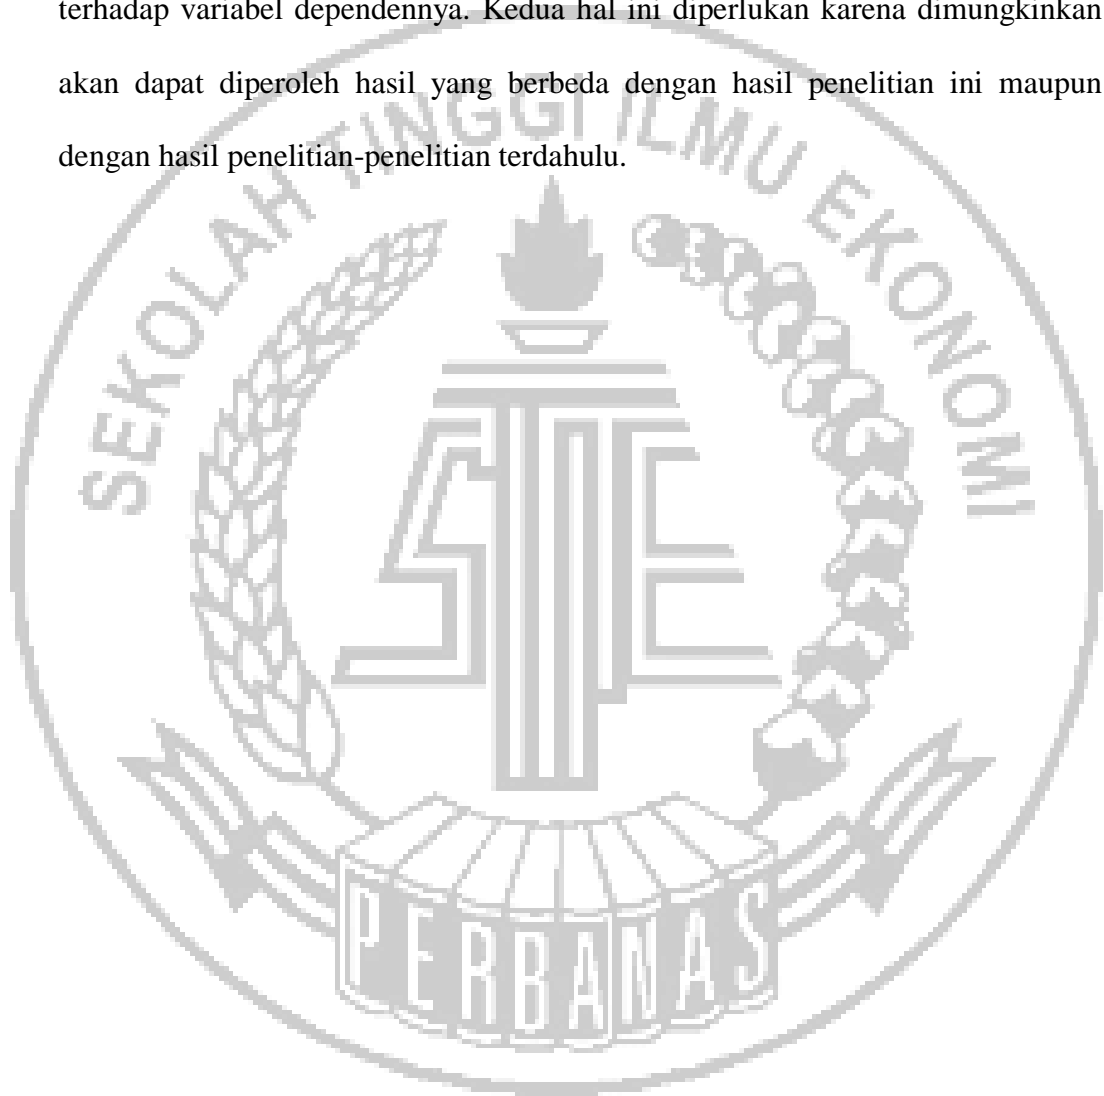 terhadap variabel dependennya. Kedua hal ini diperlukan karena dimungkinkan
akan dapat diperoleh hasil yang berbeda dengan hasil penelitian ini maupun
dengan hasil penelitian-penelitian terdahulu.
SEKOLAH TINGGI ILMU EKONOMI
STIE
PERBANAS